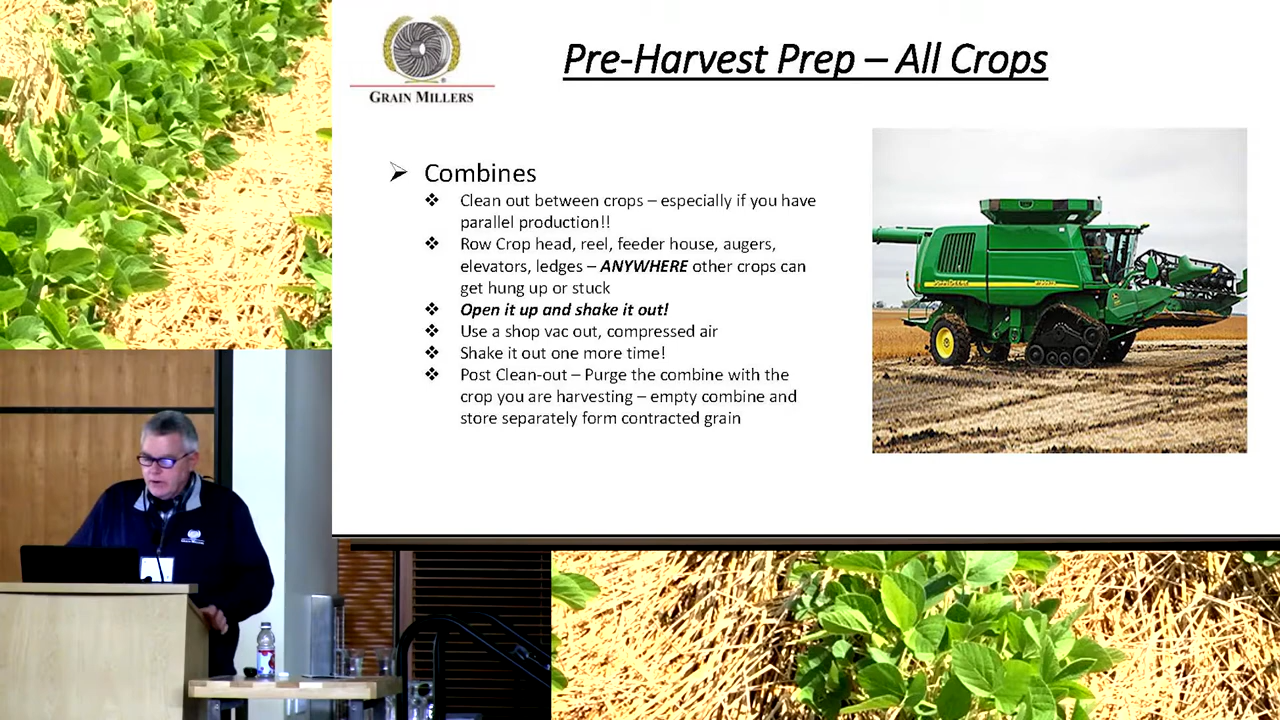 GRAIN MILLERS
Pre-Harvest Prep – All Crops
➢ Combines
❖ Clean out between crops – especially if you have
parallel production!!
❖ Row Crop head, reel, feeder house, augers,
elevators, ledges – ANYWHERE other crops can
get hung up or stuck
❖ Open it up and shake it out!
❖ Use a shop vac out, compressed air
❖ Shake it out one more time!
❖ Post Clean-out – Purge the combine with the
crop you are harvesting – empty combine and
store separately form contracted grain
JOHN DEERE